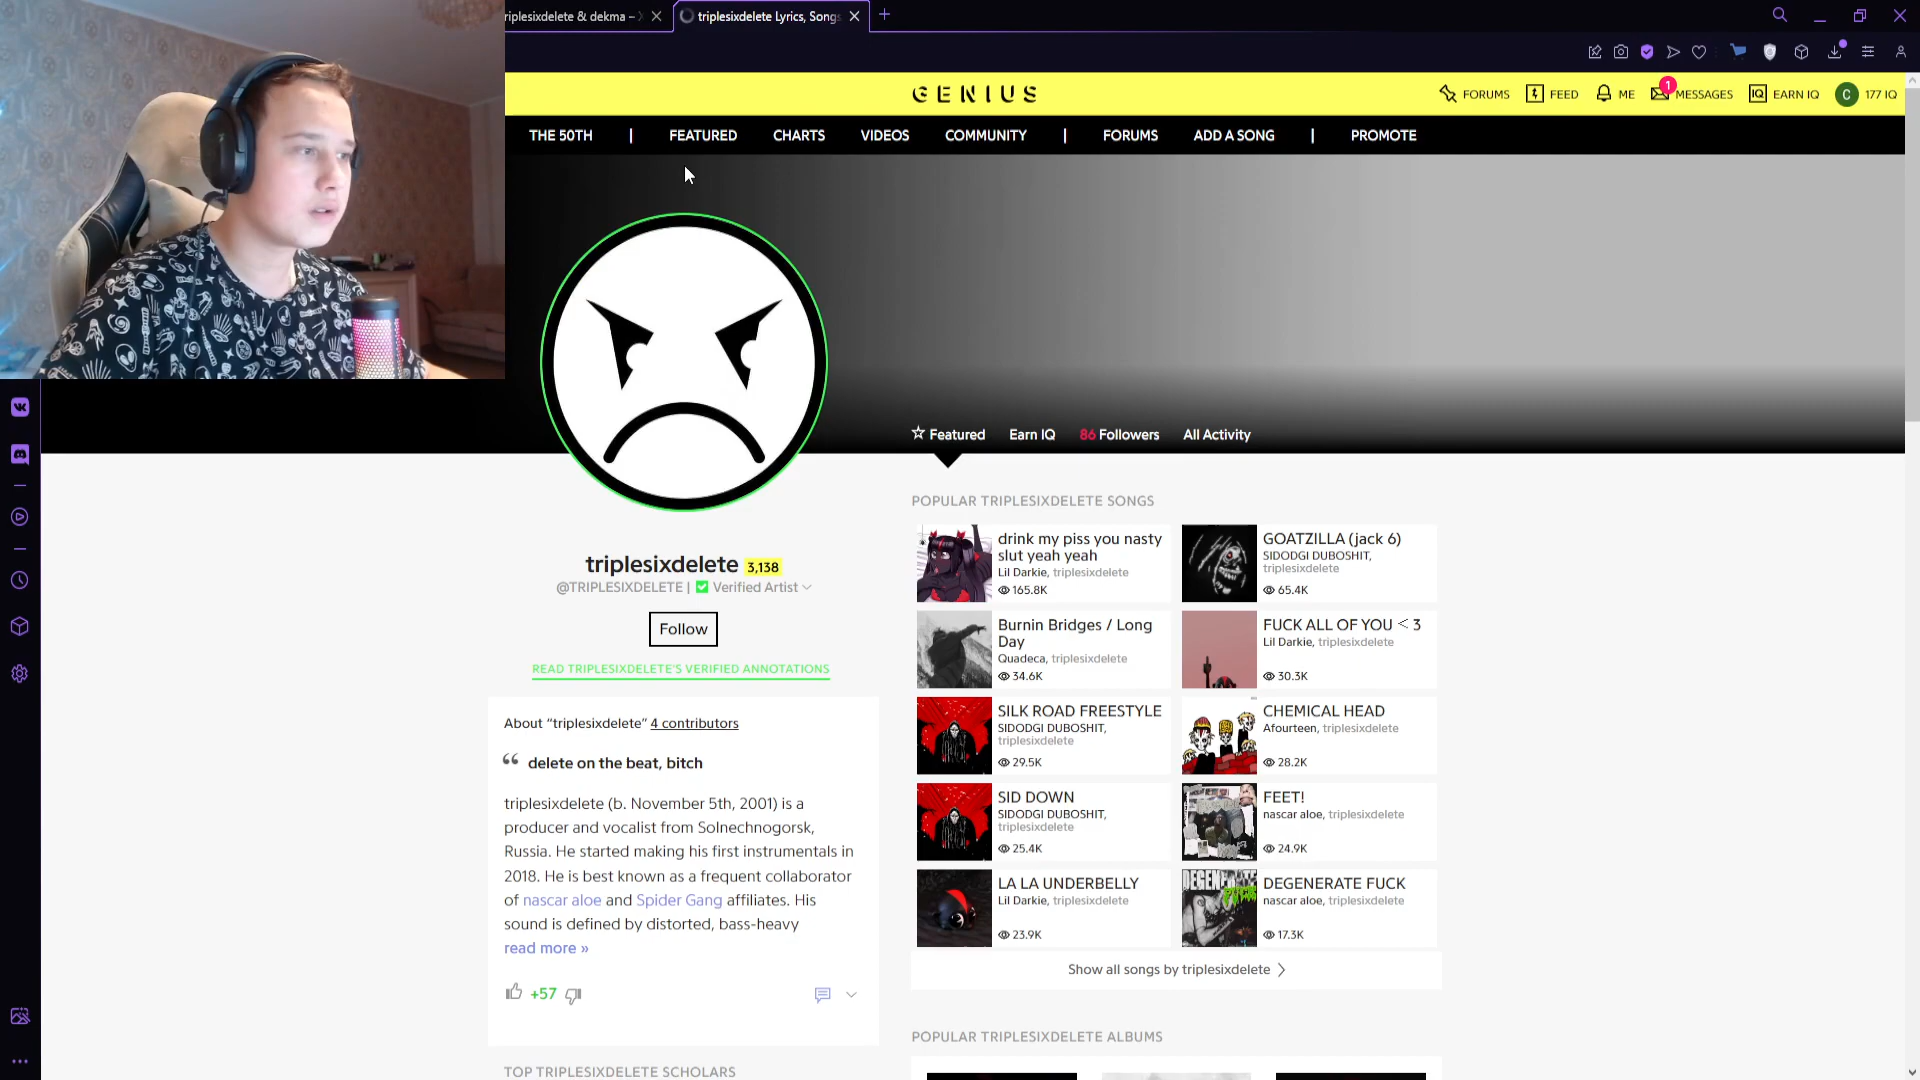 riplesixdelete & dekma –
triplesixdelete Lyrics, Song
GENIUS
FORUMS
FEED
ME
1
MESSAGES
IQ
EARN IQ
C
177 IQ
THE 50TH | FEATURED CHARTS VIDEOS COMMUNITY | FORUMS ADD A SONG | PROMOTE
Featured Earn IQ 86 Followers All Activity
triplesixdelete 3,138
@TRIPLESIXDELETE | Verified Artist
Follow
READ TRIPLESIXDELETE'S VERIFIED ANNOTATIONS
About “triplesixdelete” 4 contributors
“ delete on the beat, bitch
triplesixdelete (b. November 5th, 2001) is a
producer and vocalist from Solnechnogorsk,
Russia. He started making his first instrumentals in
2018. He is best known as a frequent collaborator
of nascar aloe and Spider Gang affiliates. His
sound is defined by distorted, bass-heavy
read more »
+57
TOP TRIPLESIXDELETE SCHOLARS
POPULAR TRIPLESIXDELETE SONGS
drink my piss you nasty
slut yeah yeah
Lil Darkie, triplesixdelete
165.8K
GOATZILLA (jack 6)
SIDODGI DUBOSHIT,
triplesixdelete
65.4K
Burnin Bridges / Long
Day
Quadeca, triplesixdelete
34.6K
FUCK ALL OF YOU < 3
Lil Darkie, triplesixdelete
30.3K
SILK ROAD FREESTYLE
SIDODGI DUBOSHIT,
triplesixdelete
29.5K
CHEMICAL HEAD
Afourteen, triplesixdelete
28.2K
SID DOWN
SIDODGI DUBOSHIT,
triplesixdelete
25.4K
FEET!
nascar aloe, triplesixdelete
24.9K
LA LA UNDERBELLY
Lil Darkie, triplesixdelete
23.9K
DEGENERATE FUCK
nascar aloe, triplesixdelete
17.3K
Show all songs by triplesixdelete
POPULAR TRIPLESIXDELETE ALBUMS